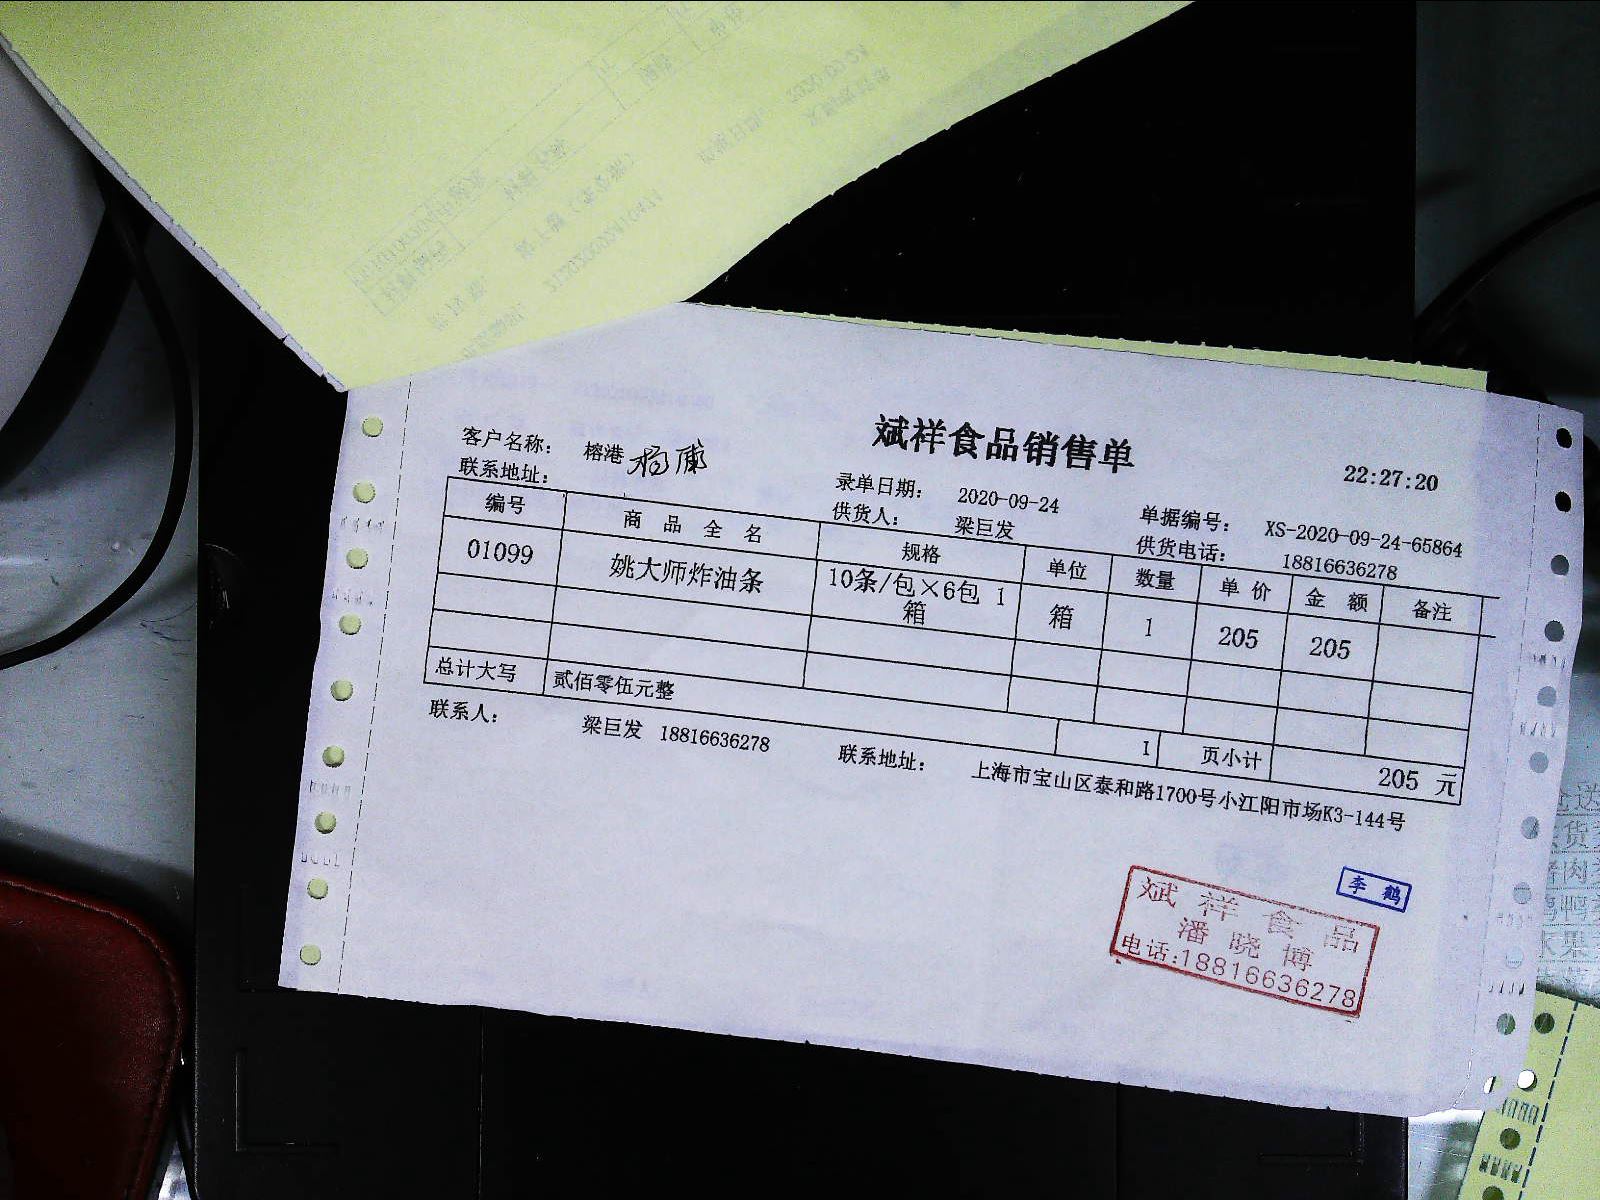 斌祥食品销售单
22:27:20
客户名称： 榕港 杨康
录单日期： 2020-09-24 单据编号： XS-2020-09-24-65864
联系地址： 供货人： 梁巨发 供货电话： 18816636278
编号 商品全名 规格 单位 数量 单价 金额 备注
01099 姚大师炸油条 10条/包×6包 1箱 箱 1 205 205
总计大写 贰佰零伍元整 1 页小计 205 元
联系人： 梁巨发 18816636278 联系地址： 上海市宝山区泰和路1700号小江阳市场K3-144号
李鹤
斌祥食品
潘晓博
电话:18816636278